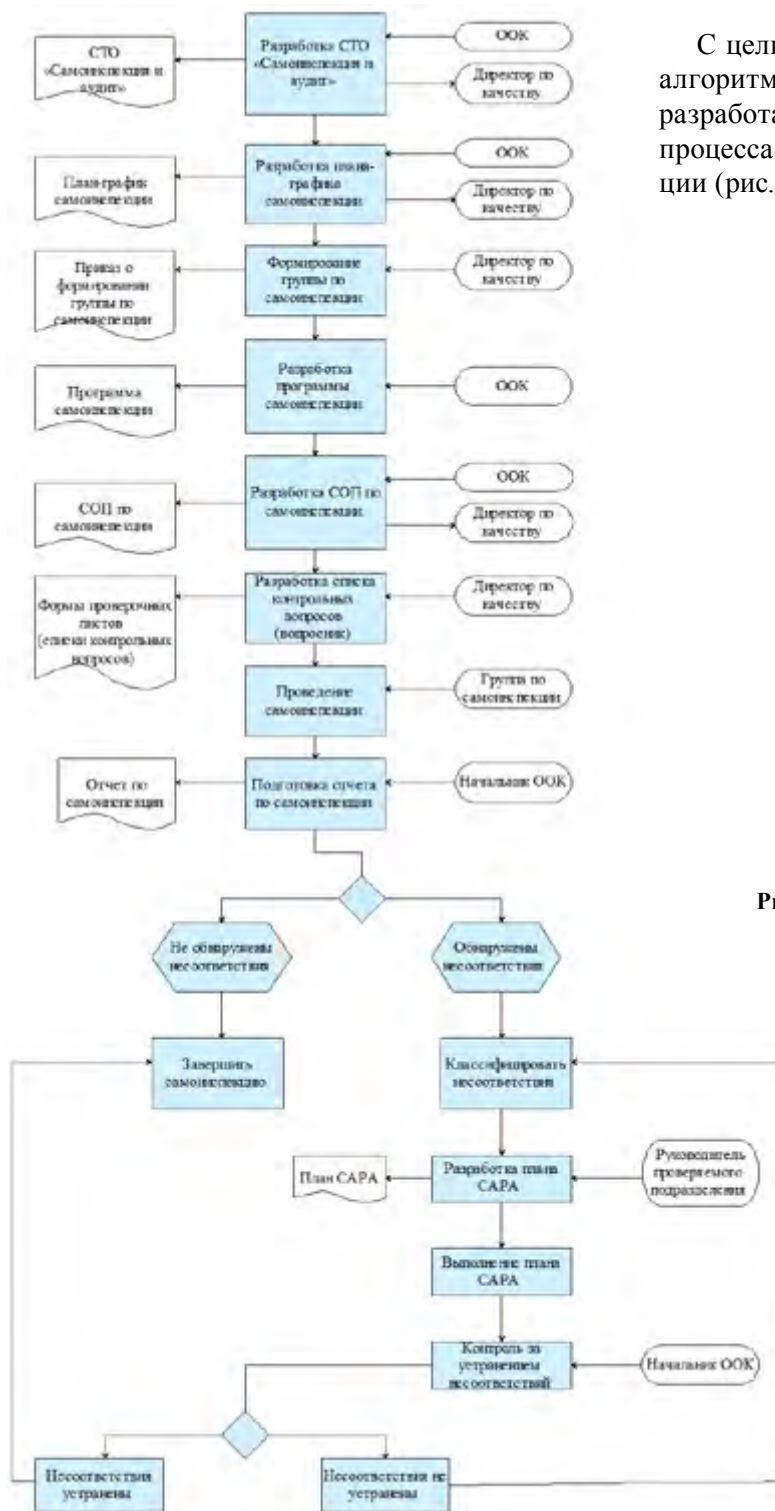 СТО
«Самоинспекция и
аудит»
Разработка СТО
«Самоинспекция и
аудит»
ООК
Директор по
качеству
План-график
самоинспекции
Разработка плана-
графика
самоинспекции
ООК
Директор по
качеству
Приказ о
формировании
группы по
самоинспекции
Формирование
группы по
самоинспекции
Директор по
качеству
Программа
самоинспекции
Разработка
программы
самоинспекции
ООК
СОП по
самоинспекции
Разработка СОП по
самоинспекции
ООК
Директор по
качеству
Формы проверочных
листов
(списки контрольных
вопросов)
Разработка списка
контрольных
вопросов
(вопросник)
Директор по
качеству
Проведение
самоинспекции
Группа по
самоинспекции
Отчет по
самоинспекции
Подготовка отчета
по самоинспекции
Начальник ООК
Не обнаружены
несоответствия
Обнаружены
несоответствия
Завершить
самоинспекцию
Классифицировать
несоответствия
План САРА
Разработка плана
САРА
Руководитель
проверяемого
подразделения
Выполнение плана
САРА
Контроль за
устранением
несоответствий
Начальник ООК
Несоответствия
устранены
Несоответствия не
устранены
С цель
алгоритм
разработа
процесса
ции (рис.